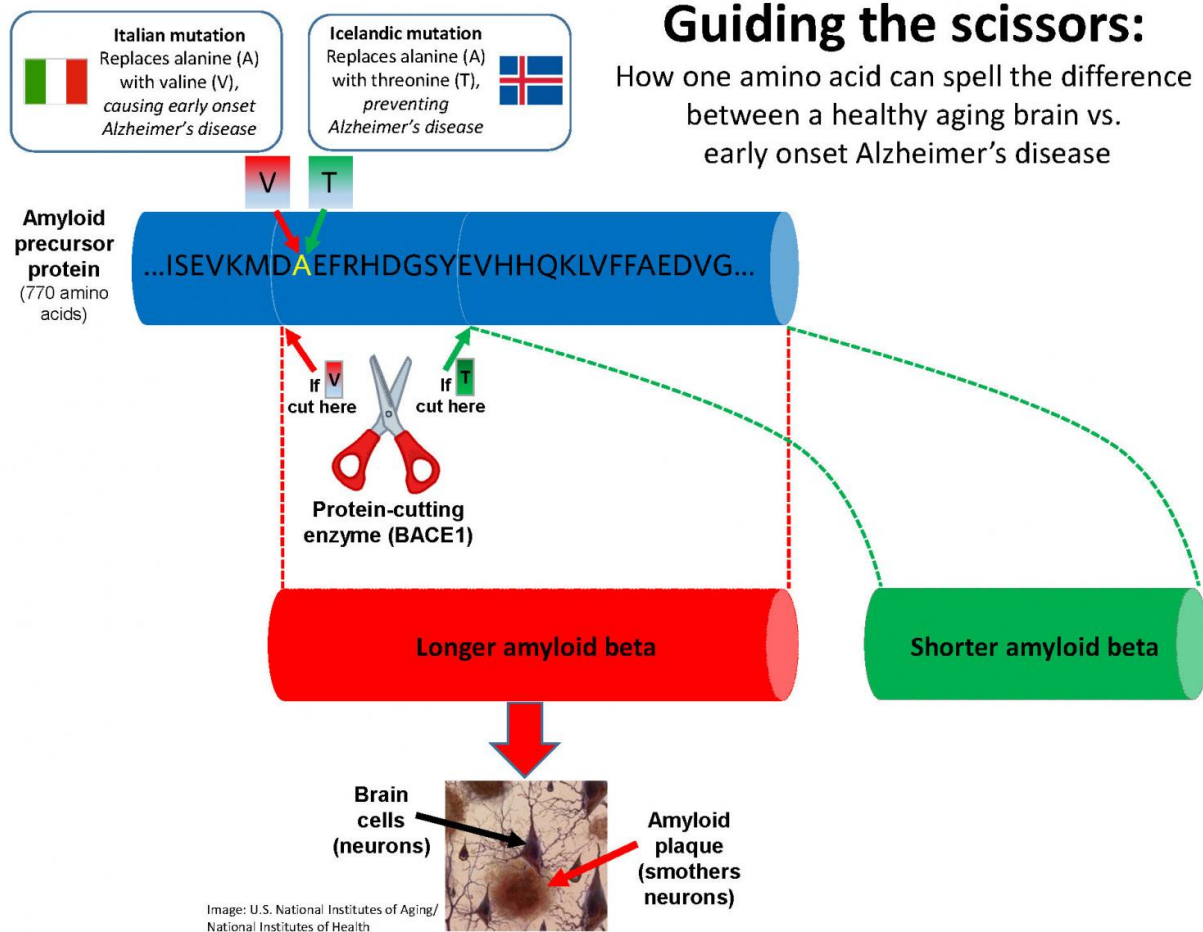 Guiding the scissors:
How one amino acid can spell the difference
between a healthy aging brain vs.
early onset Alzheimer's disease
Italian mutation
Replaces alanine (A)
with valine (V),
causing early onset
Alzheimer's disease
Icelandic mutation
Replaces alanine (A)
with threonine (T),
preventing
Alzheimer's disease
V
T
Amyloid
precursor
protein
(770 amino
acids)
...ISEVKMDAEFRHDGSYEVHHQKLVFFAEDVG...
If V
cut here
If T
cut here
Protein-cutting
enzyme (BACE1)
Longer amyloid beta
Shorter amyloid beta
Brain
cells
(neurons)
Amyloid
plaque
(smothers
neurons)
Image: U.S. National Institutes of Aging/
National Institutes of Health